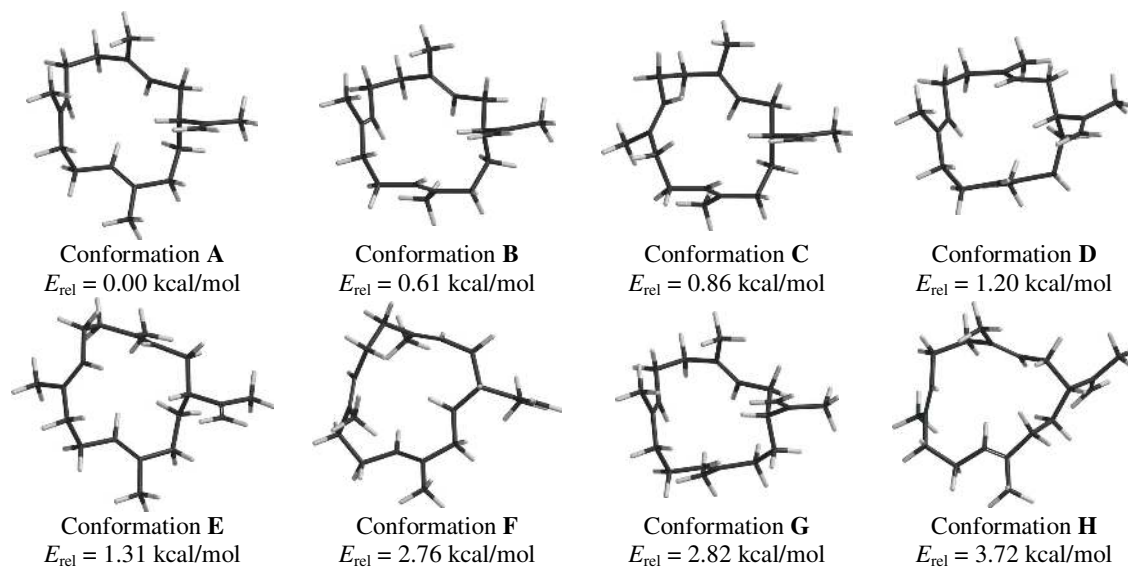 Conformation A
Conformation B
Conformation C
Conformation D
E_rel = 0.00 kcal/mol
E_rel = 0.61 kcal/mol
E_rel = 0.86 kcal/mol
E_rel = 1.20 kcal/mol
Conformation E
Conformation F
Conformation G
Conformation H
E_rel = 1.31 kcal/mol
E_rel = 2.76 kcal/mol
E_rel = 2.82 kcal/mol
E_rel = 3.72 kcal/mol